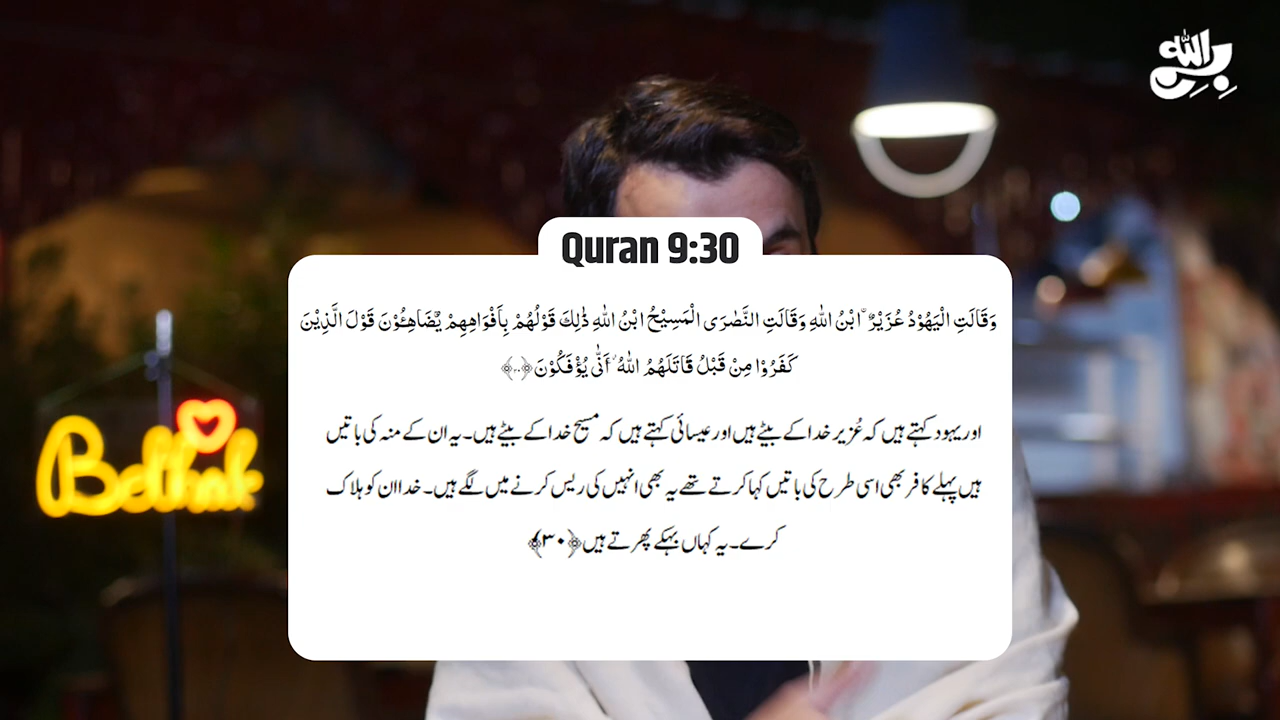 بسم الله
Quran 9:30
وَقَالَتِ الْيَهُوْدُ عُزَيْرُ ۨابْنُ اللّٰهِ وَقَالَتِ النَّصٰرَى الْمَسِيْحُ ابْنُ اللّٰهِ ذٰلِكَ قَوْلُهُمْ بِاَفْوَاهِهِمْ يُضَاهِـُٔوْنَ قَوْلَ الَّذِيْنَ
كَفَرُوْا مِنْ قَبْلُ قَاتَلَهُمُ اللّٰهُ ۚ اَنّٰى يُؤْفَكُوْنَ ﴿۳۰﴾
اور یہود کہتے ہیں کہ عُزیر خدا کے بیٹے ہیں اور عیسائی کہتے ہیں کہ مسیح خدا کے بیٹے ہیں۔ یہ ان کے منہ کی باتیں
ہیں پہلے کافر بھی اسی طرح کی باتیں کہا کرتے تھے یہ بھی انہیں کی ریس کرنے میں لگے ہیں۔ خدا ان کو ہلاک
کرے۔ یہ کہاں بہکے پھرتے ہیں ﴿۳۰﴾